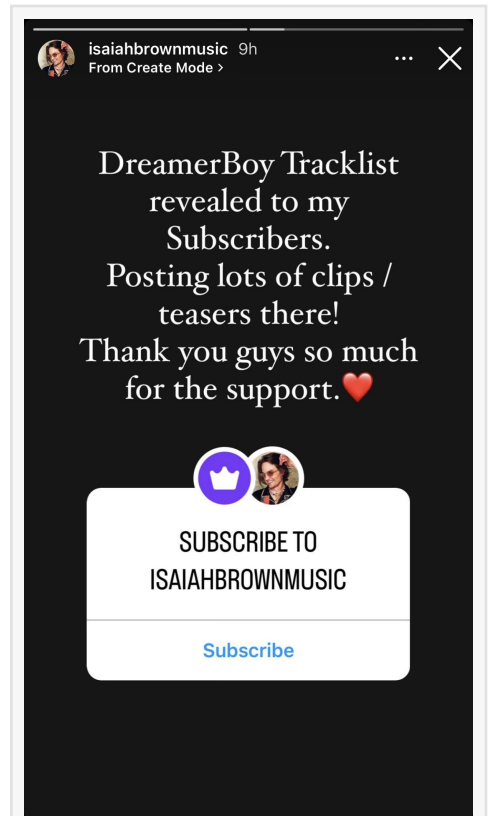 isaiahbrownmusic 9h
From Create Mode >
DreamerBoy Tracklist
revealed to my
Subscribers.
Posting lots of clips /
teasers there!
Thank you guys so much
for the support.❤️
SUBSCRIBE TO
ISAIAHBROWNMUSIC
Subscribe